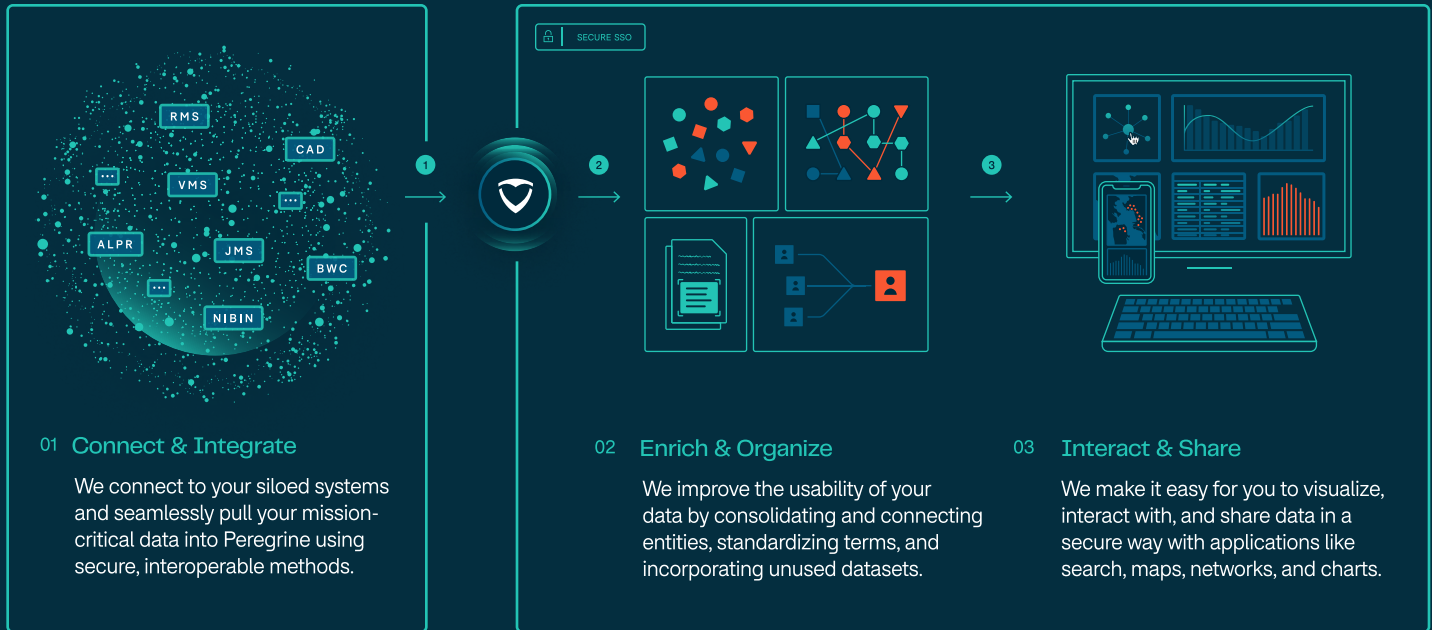 SECURE SSO
RMS
CAD
...
VMS
...
ALPR
JMS
BWC
...
NIBIN
1
2
3
01 Connect & Integrate
We connect to your siloed systems
and seamlessly pull your mission-
critical data into Peregrine using
secure, interoperable methods.
02 Enrich & Organize
We improve the usability of your
data by consolidating and connecting
entities, standardizing terms, and
incorporating unused datasets.
03 Interact & Share
We make it easy for you to visualize,
interact with, and share data in a
secure way with applications like
search, maps, networks, and charts.